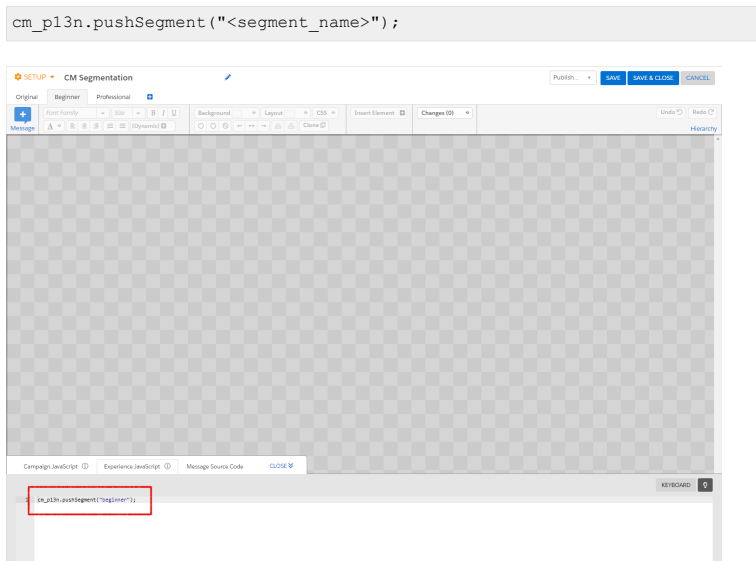 cm_p13n.pushSegment("<segment_name>");
SETUP CM Segmentation Publish... SAVE SAVE & CLOSE CANCEL
Original Beginner Professional
Font Family Size B I U Background Layout CSS Insert Element Changes (0) Undo Redo
Message A (Dynamic) Clone Hierarchy
Campaign JavaScript Experience JavaScript Message Source Code CLOSE
KEYBOARD
1 cm_p13n.pushSegment("beginner");